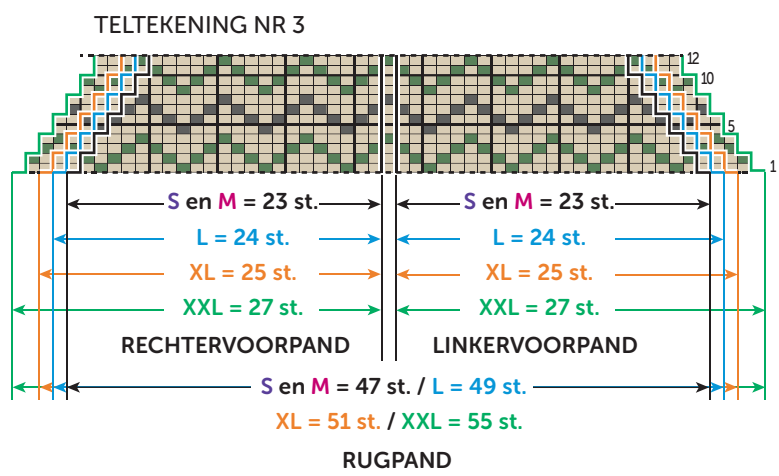 TELTEKENING NR 3
12
10
5
1
S en M = 23 st. S en M = 23 st.
L = 24 st. L = 24 st.
XL = 25 st. XL = 25 st.
XXL = 27 st. XXL = 27 st.
RECHTERVOORPAND LINKERVOORPAND
S en M = 47 st. / L = 49 st.
XL = 51 st. / XXL = 55 st.
RUGPAND